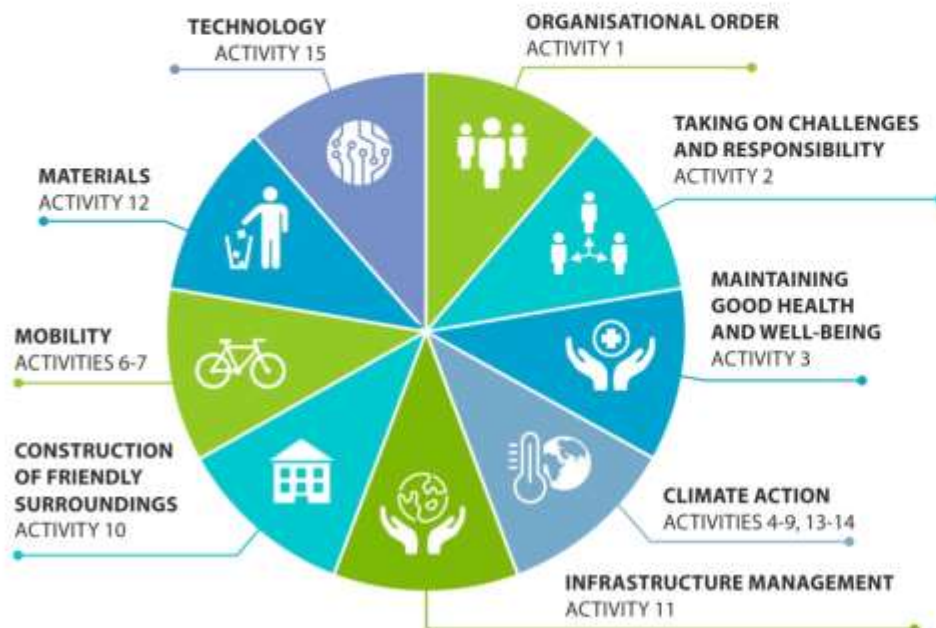 TECHNOLOGY
ACTIVITY 15
ORGANISATIONAL ORDER
ACTIVITY 1
TAKING ON CHALLENGES
AND RESPONSIBILITY
ACTIVITY 2
MATERIALS
ACTIVITY 12
MAINTAINING
GOOD HEALTH
AND WELL-BEING
ACTIVITY 3
MOBILITY
ACTIVITIES 6-7
CONSTRUCTION
OF FRIENDLY
SURROUNDINGS
ACTIVITY 10
CLIMATE ACTION
ACTIVITIES 4-9, 13-14
INFRASTRUCTURE MANAGEMENT
ACTIVITY 11